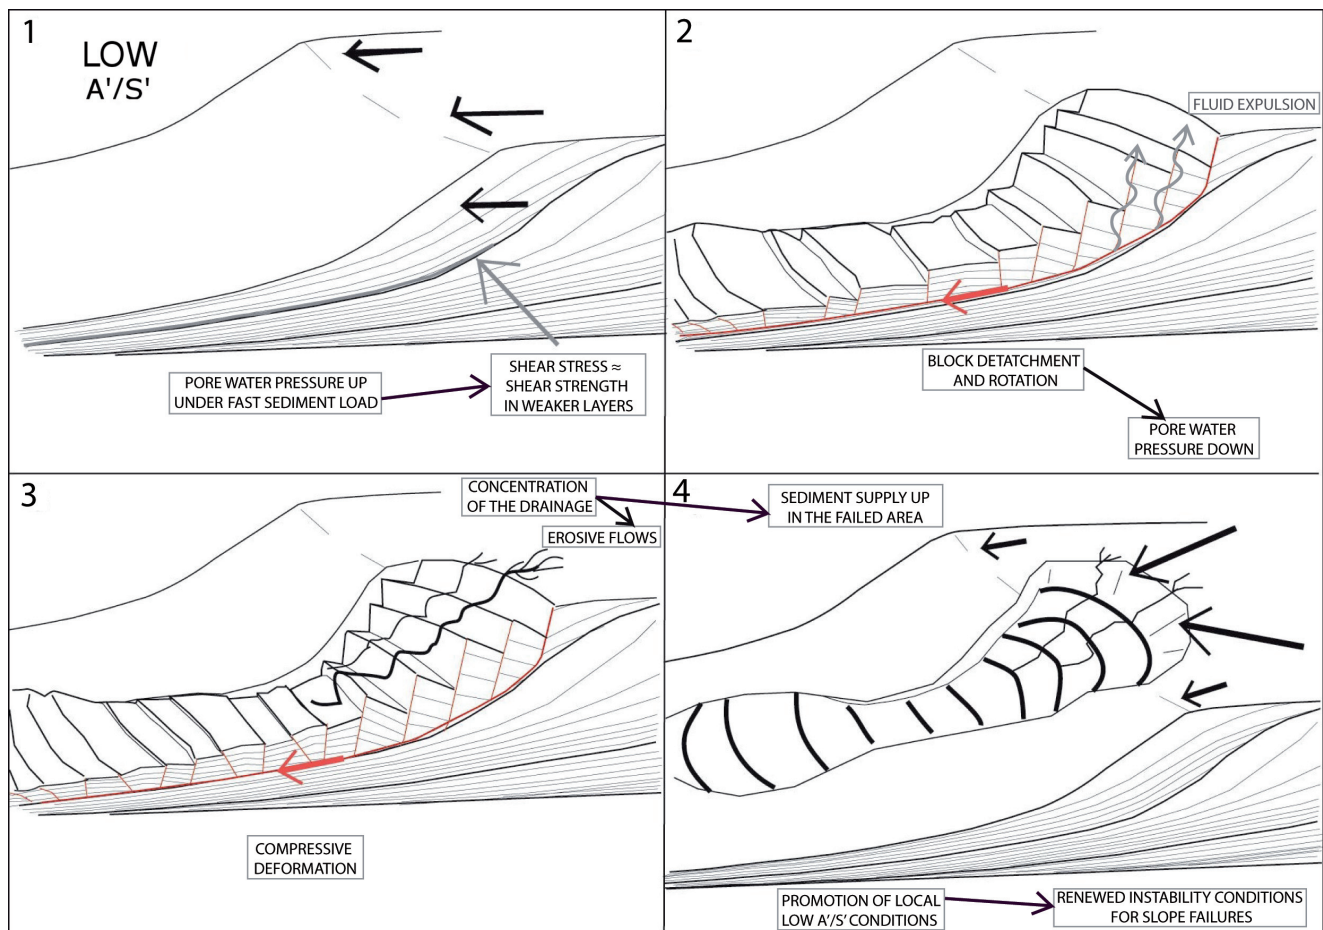 1
LOW
A'/S'
PORE WATER PRESSURE UP
UNDER FAST SEDIMENT LOAD
SHEAR STRESS ≈
SHEAR STRENGTH
IN WEAKER LAYERS
2
FLUID EXPULSION
BLOCK DETATCHMENT
AND ROTATION
PORE WATER
PRESSURE DOWN
3
CONCENTRATION
OF THE DRAINAGE
EROSIVE FLOWS
COMPRESSIVE
DEFORMATION
4
SEDIMENT SUPPLY UP
IN THE FAILED AREA
PROMOTION OF LOCAL
LOW A'/S' CONDITIONS
RENEWED INSTABILITY CONDITIONS
FOR SLOPE FAILURES